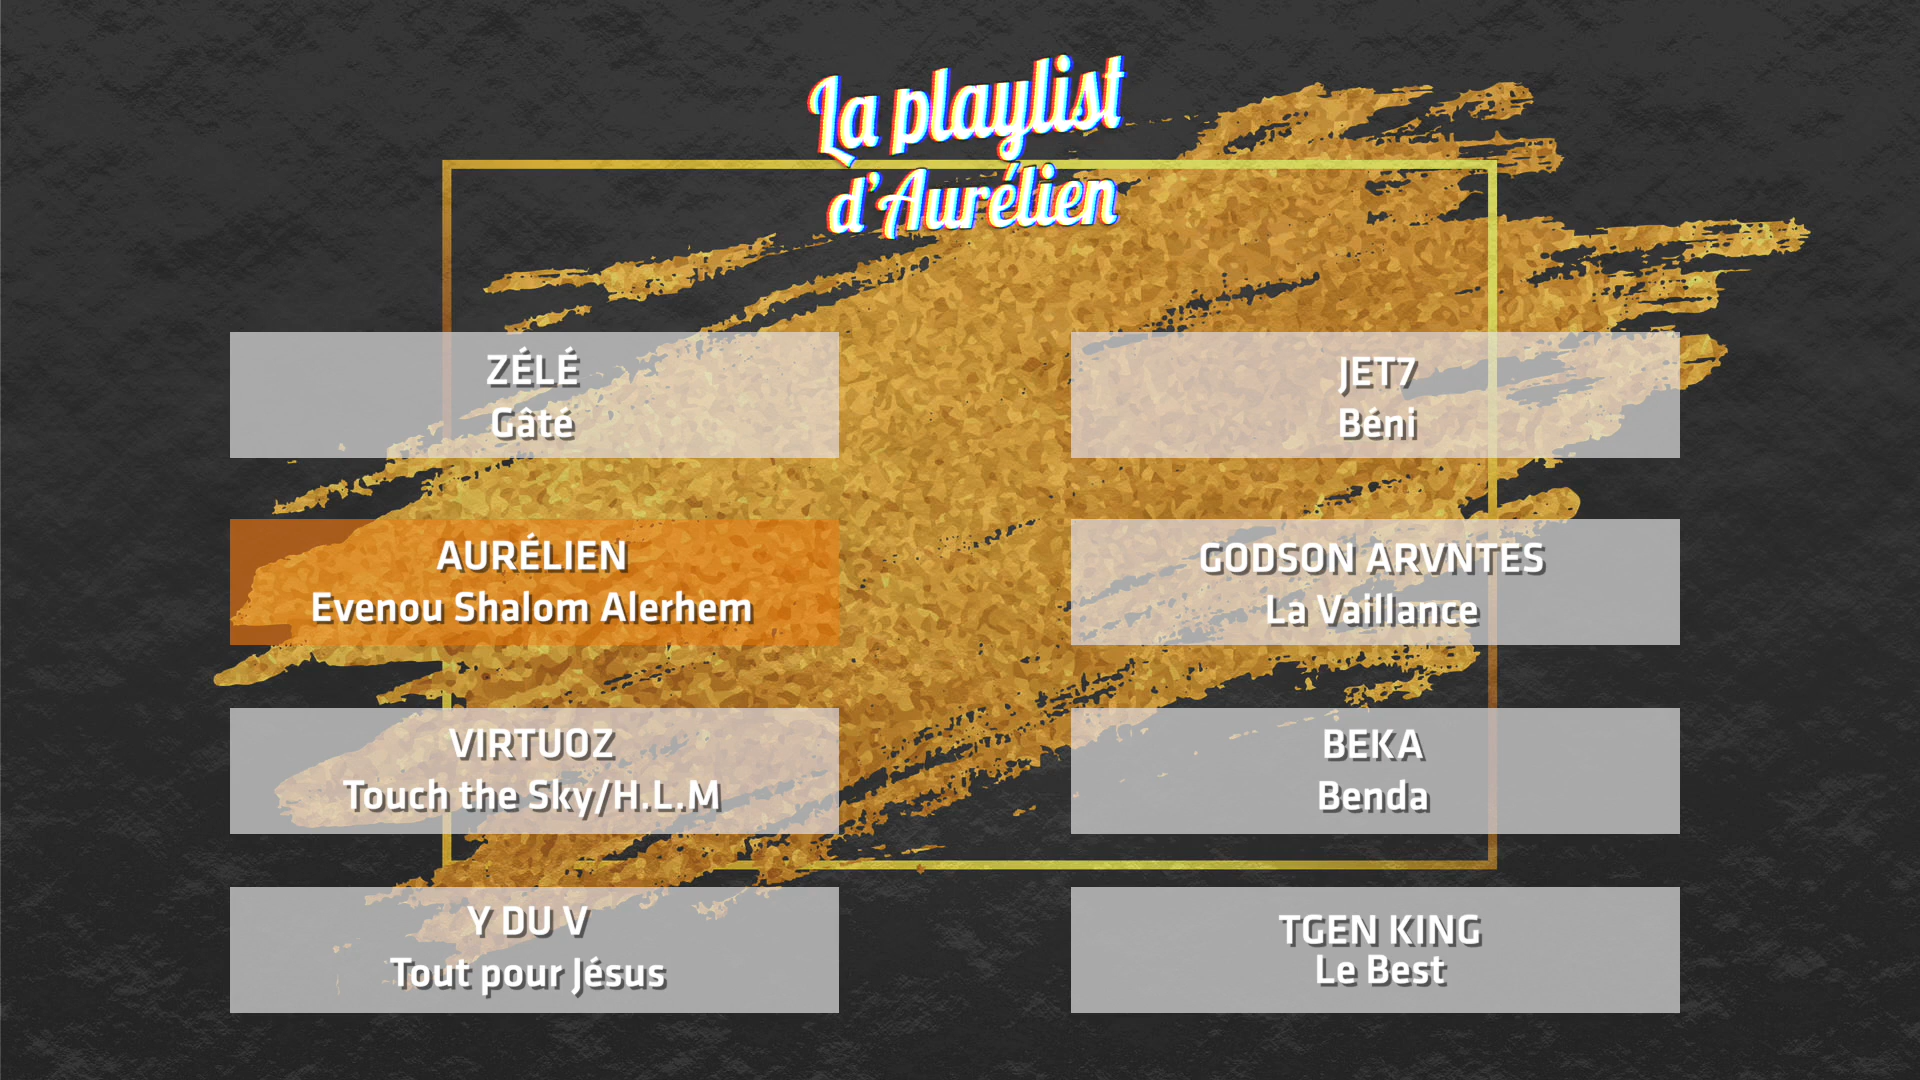 La playlist
d'Aurélien
ZÉLÉ
Gâté
AURÉLIEN
Evenou Shalom Alerhem
VIRTUOZ
Touch the Sky/H.L.M
Y DU V
Tout pour Jésus
JET7
Béni
GODSON ARVNTES
La Vaillance
BEKA
Benda
TGEN KING
Le Best